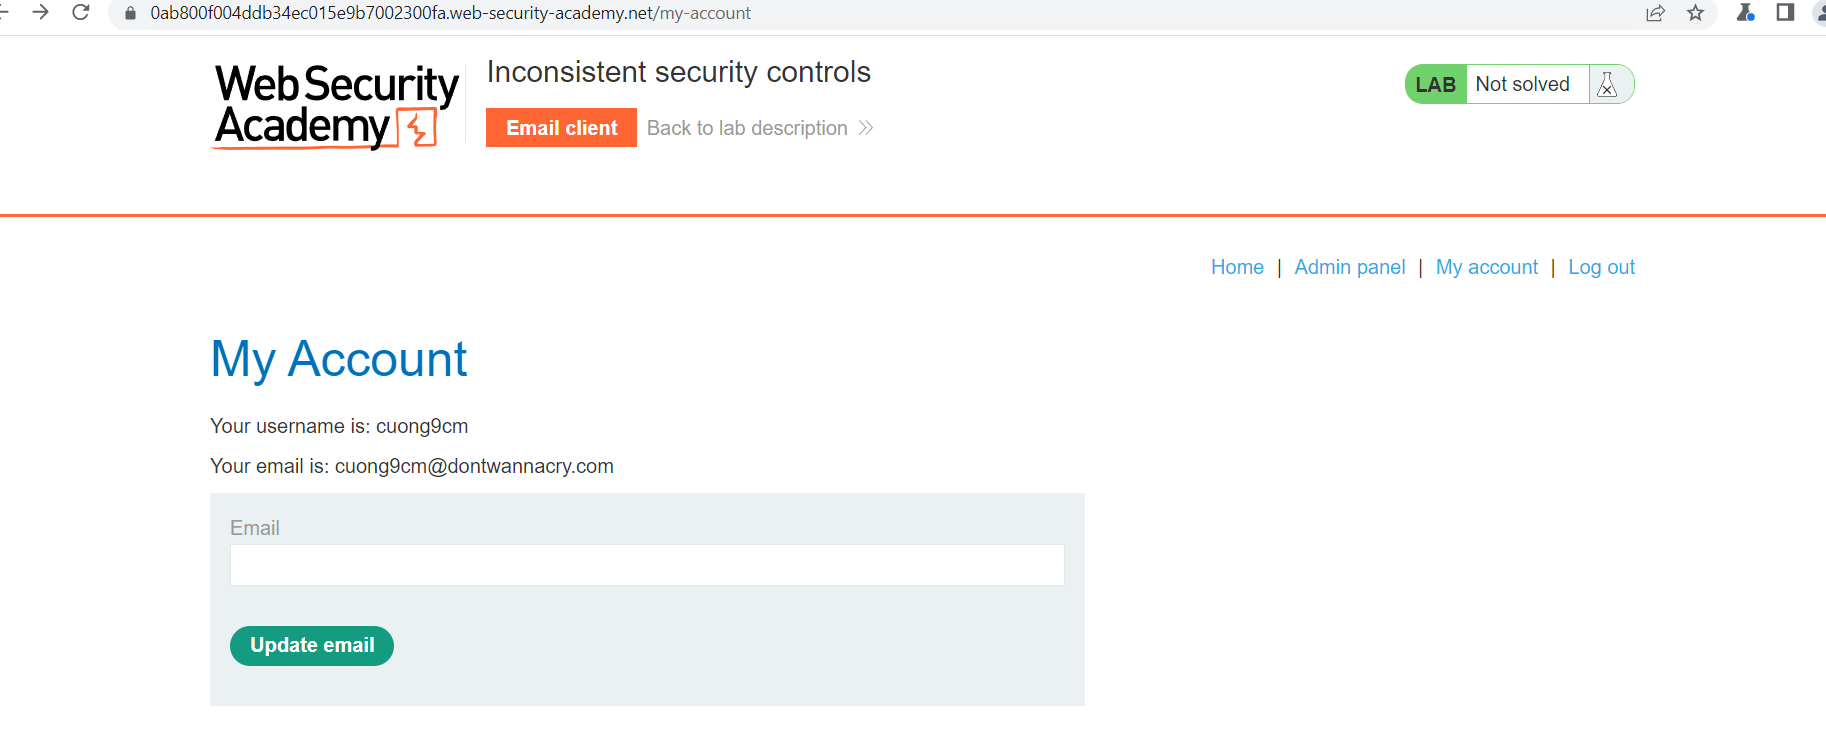 0ab800f004ddb34ec015e9b7002300fa.web-security-academy.net/my-account
Web Security
Academy
Inconsistent security controls
Email client Back to lab description
LAB Not solved
Home | Admin panel | My account | Log out
My Account
Your username is: cuong9cm
Your email is: cuong9cm@dontwannacry.com
Email
Update email